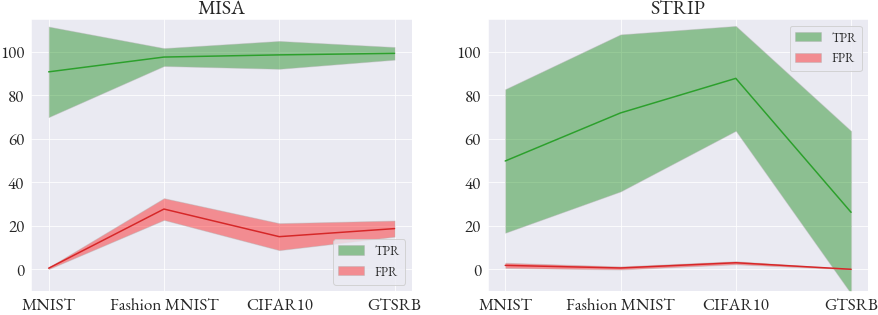 MISA
100
80
60
40
20
0
TPR
FPR
MNIST Fashion MNIST CIFAR10 GTSRB
STRIP
100
80
60
40
20
0
TPR
FPR
MNIST Fashion MNIST CIFAR10 GTSRB